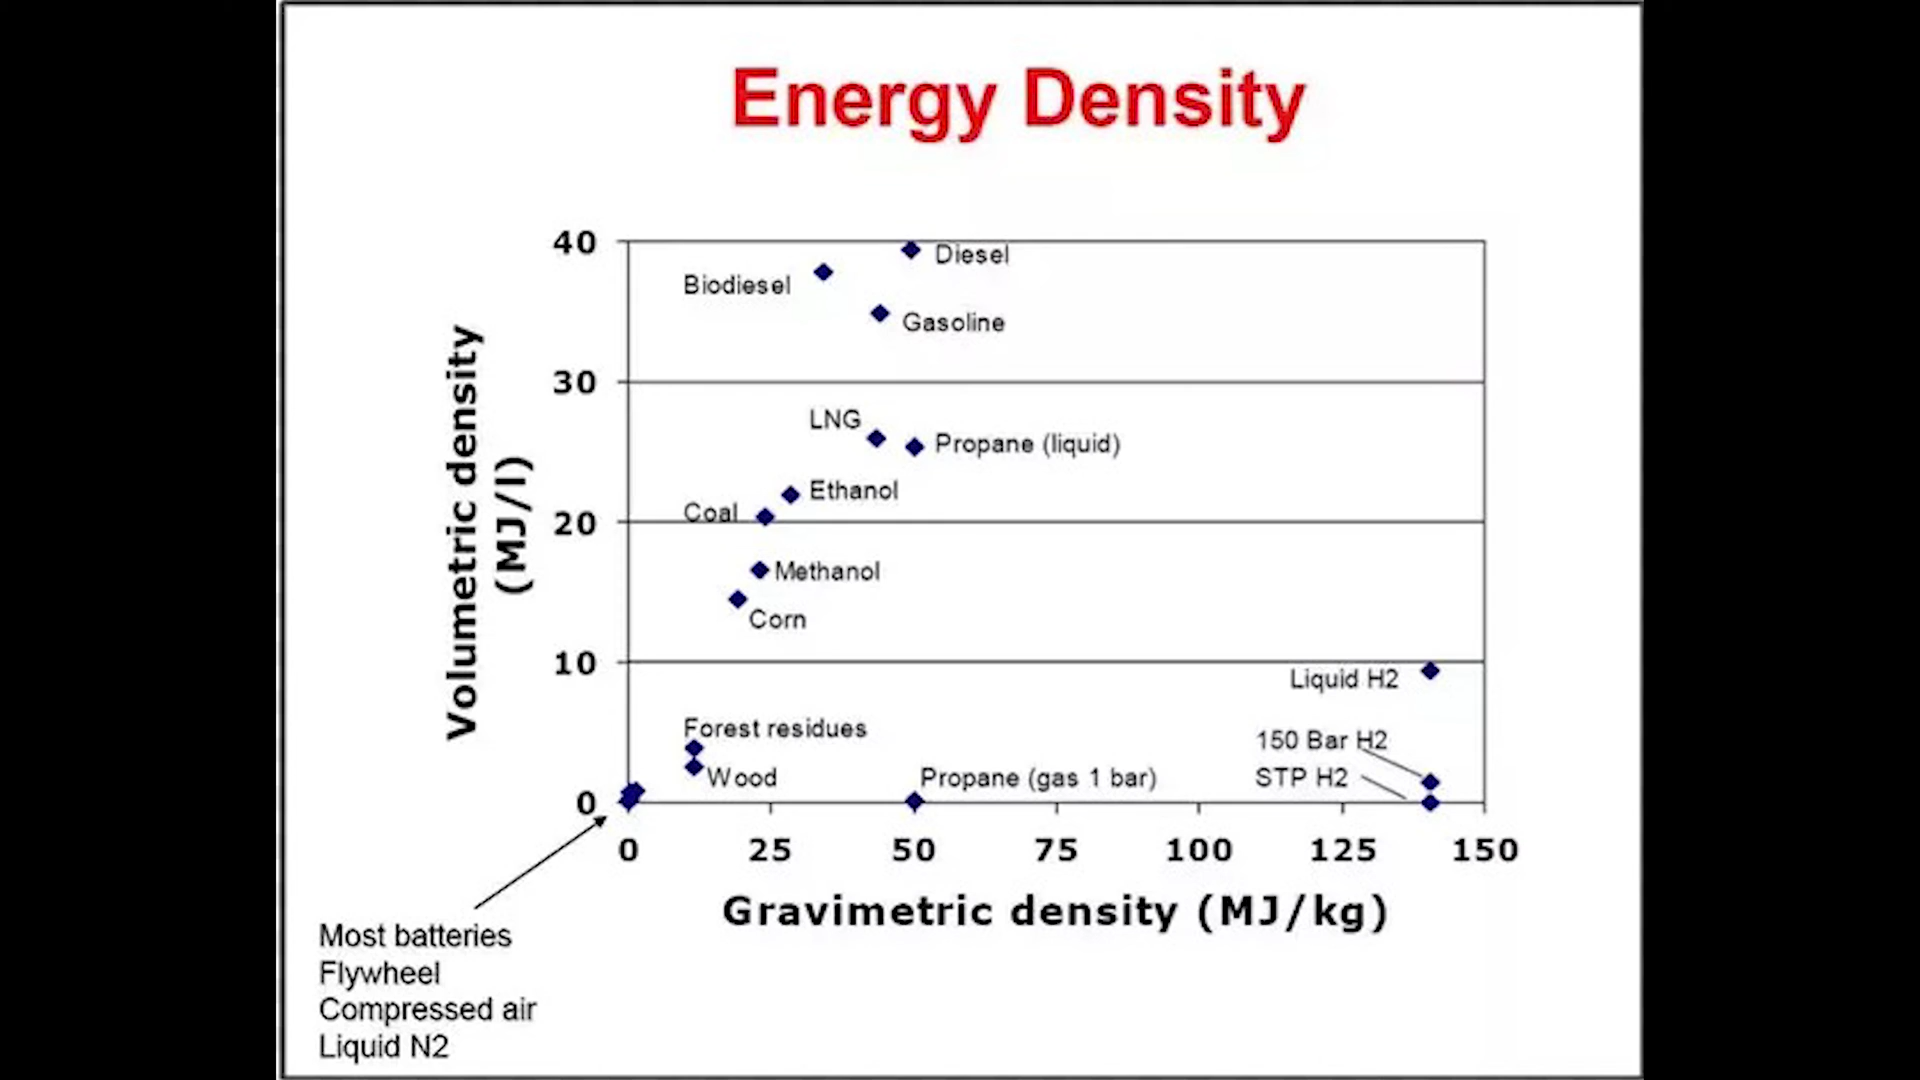 Energy Density
40
Diesel
Biodiesel
Gasoline
30
LNG
Propane (liquid)
Ethanol
Coal
20
Methanol
Corn
10
Liquid H2
Forest residues
150 Bar H2
Wood
Propane (gas 1 bar)
STP H2
0
Volumetric density
(MJ/l)
0 25 50 75 100 125 150
Gravimetric density (MJ/kg)
Most batteries
Flywheel
Compressed air
Liquid N2